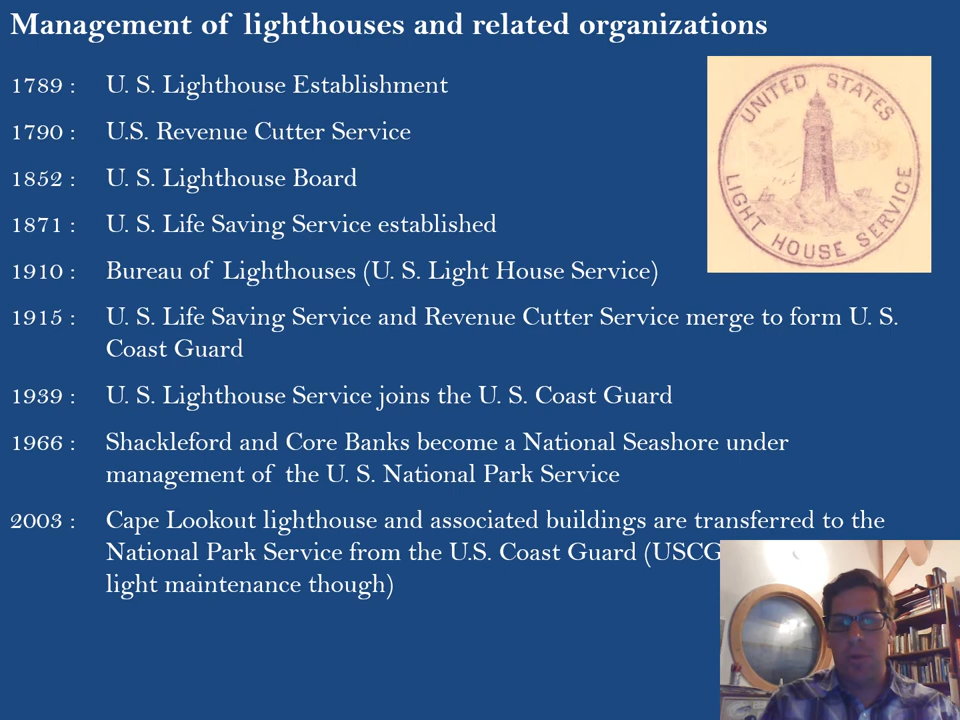 Management of lighthouses and related organizations
1789 : U. S. Lighthouse Establishment
1790 : U.S. Revenue Cutter Service
1852 : U. S. Lighthouse Board
1871 : U. S. Life Saving Service established
1910 : Bureau of Lighthouses (U. S. Light House Service)
1915 : U. S. Life Saving Service and Revenue Cutter Service merge to form U. S.
Coast Guard
1939 : U. S. Lighthouse Service joins the U. S. Coast Guard
1966 : Shackleford and Core Banks become a National Seashore under
management of the U. S. National Park Service
2003 : Cape Lookout lighthouse and associated buildings are transferred to the
National Park Service from the U.S. Coast Guard (USCG
light maintenance though)
UNITED STATES
LIGHT HOUSE SERVICE